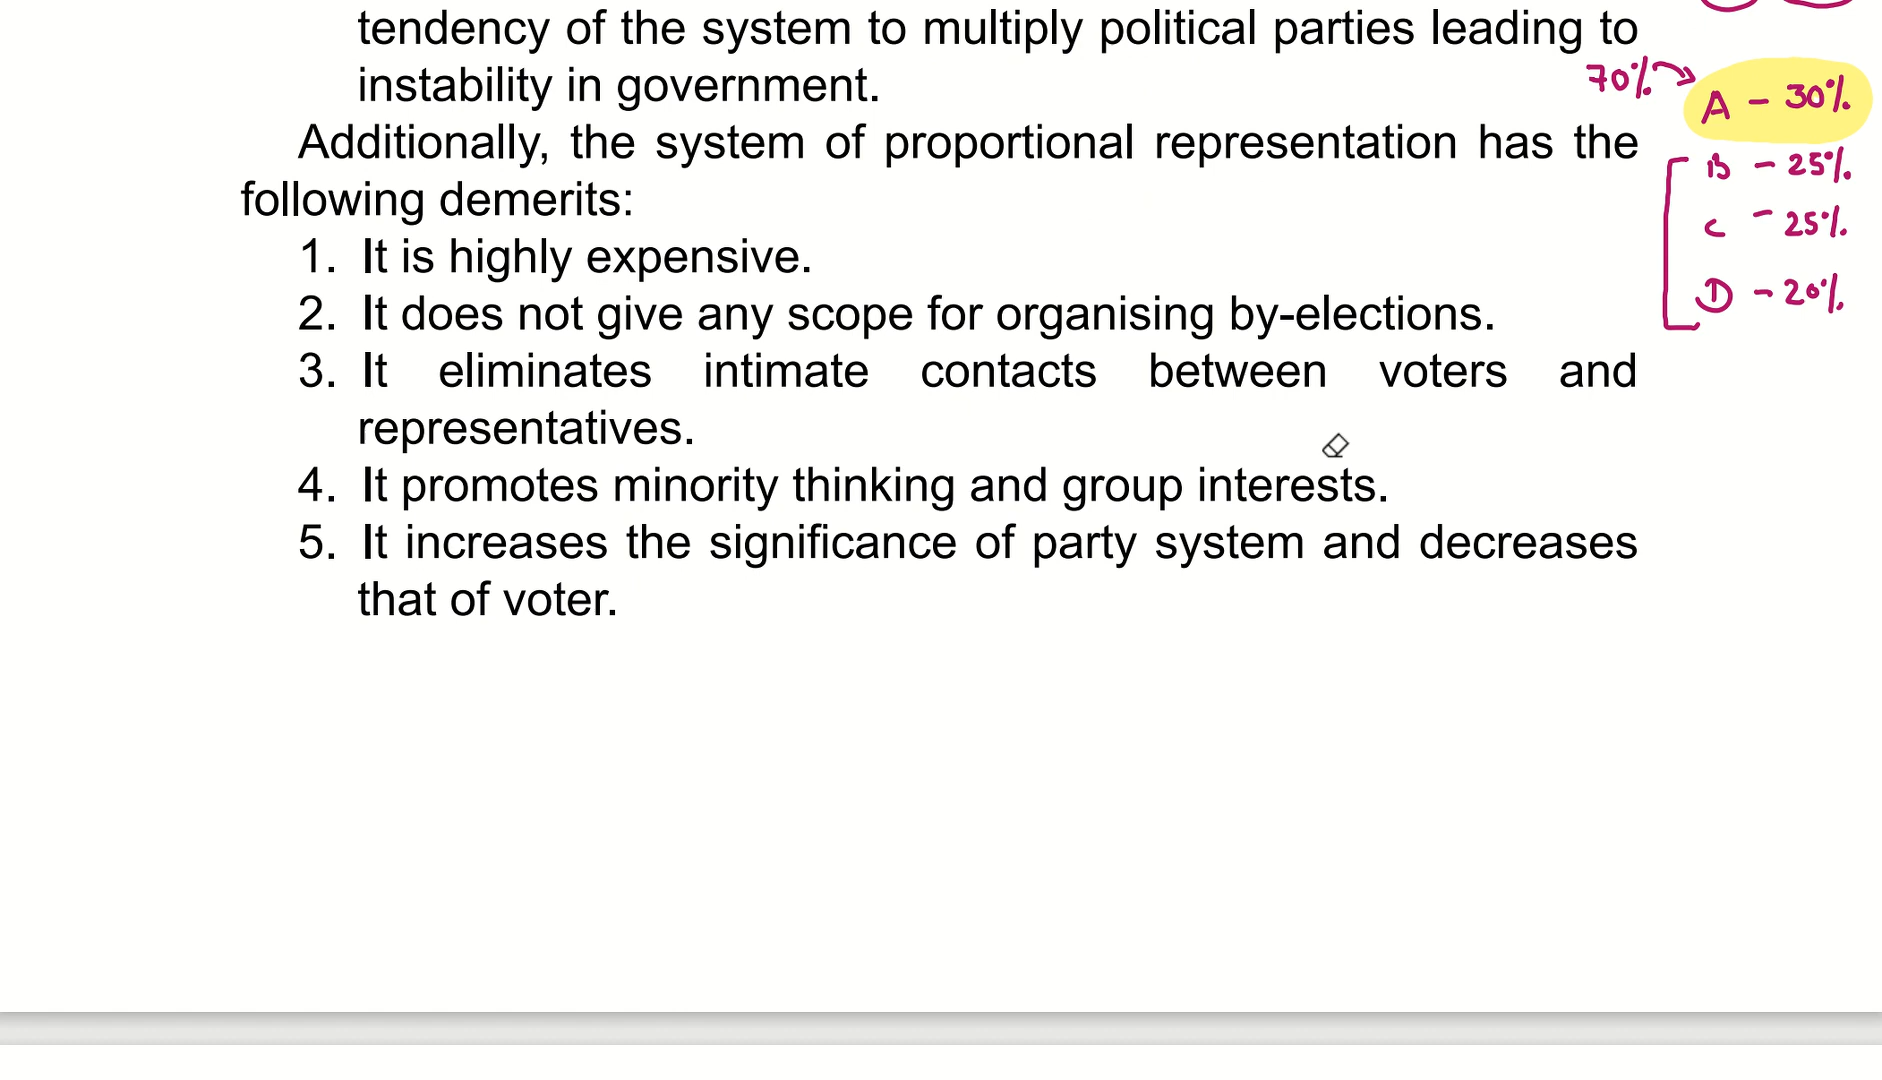 tendency of the system to multiply political parties leading to
instability in government.
70%
A - 30%
Additionally, the system of proportional representation has the
B - 25%
following demerits:
C - 25%
1. It is highly expensive.
D - 20%
2. It does not give any scope for organising by-elections.
3. It eliminates intimate contacts between voters and
representatives.
4. It promotes minority thinking and group interests.
5. It increases the significance of party system and decreases
that of voter.